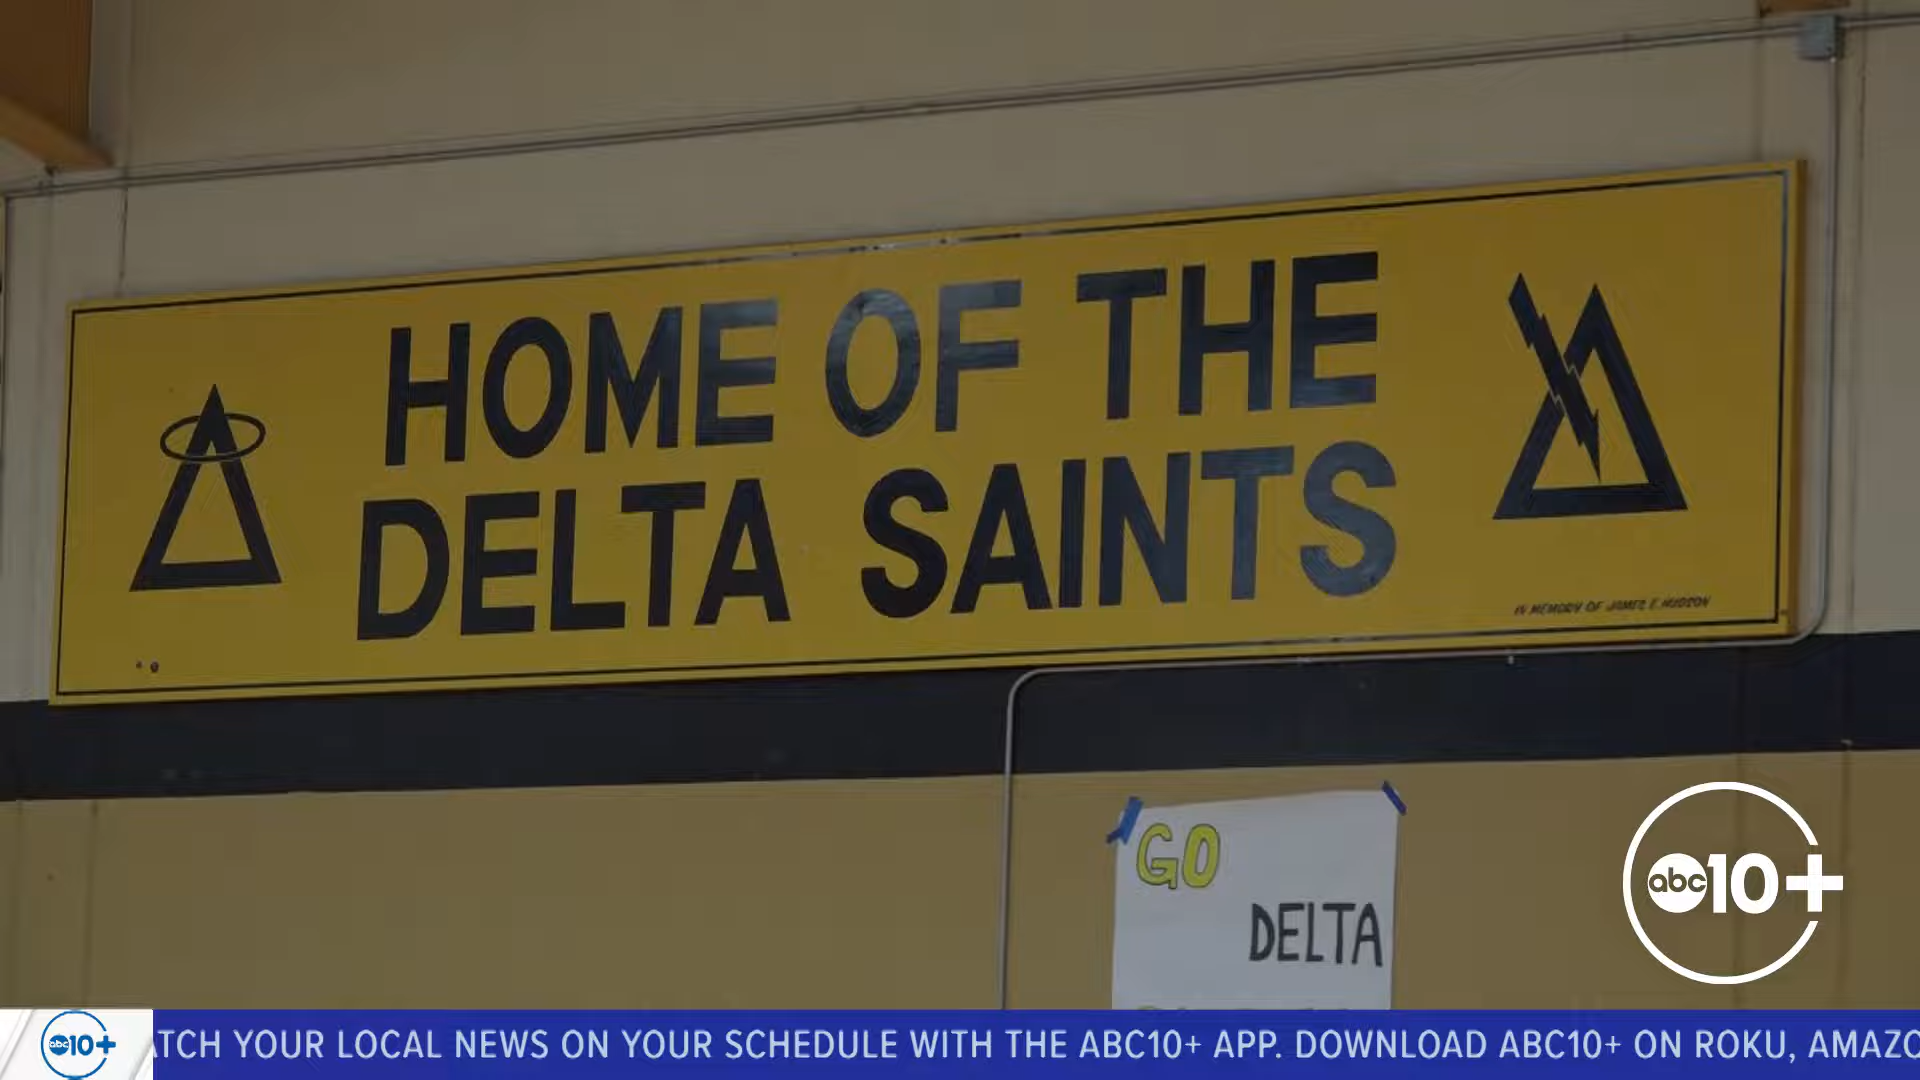 HOME OF THE
DELTA SAINTS
IN MEMORY OF JAMES E. HUDSON
GO
DELTA
abc10+
abc10+
ATCH YOUR LOCAL NEWS ON YOUR SCHEDULE WITH THE ABC10+ APP. DOWNLOAD ABC10+ ON ROKU, AMAZO